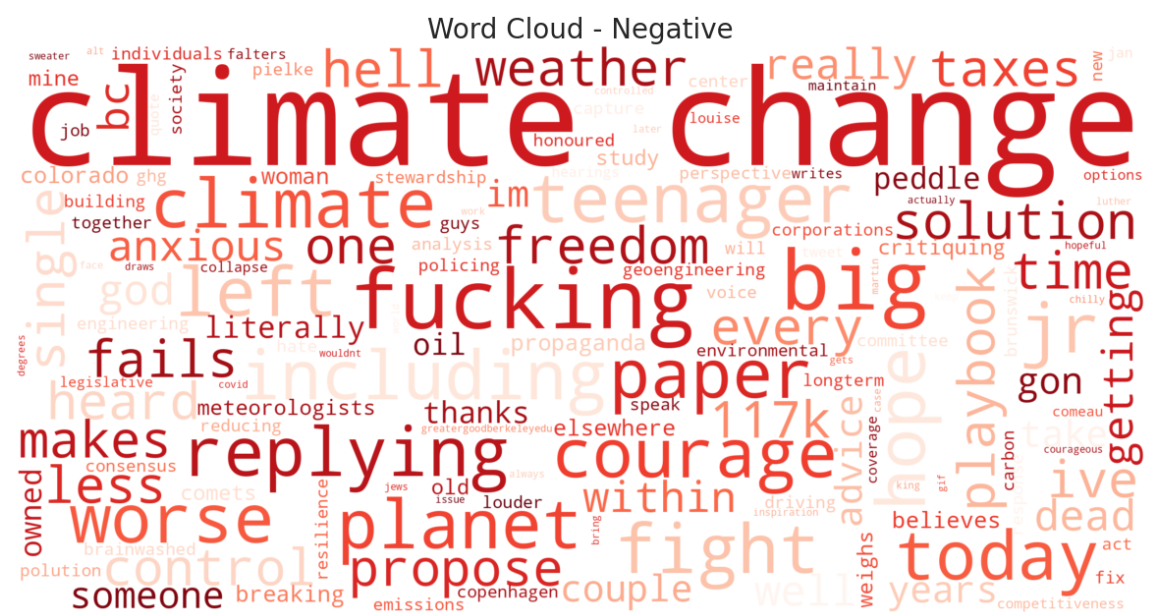 Word Cloud - Negative
sweater alt individuals falters hell weather really taxes new jan
mine bc society pielke quote center maintain controlled capture
climate change
job honoured louise later study
colorado ghg woman stewardship hearings perspective writes peddle options
building climate im teenager actually luther
together guys work corporations solution
anxious one analysis freedom will tweet critiquing hopeful
face draws collapse policing geoengineering martin time
single god left fucking voice big chilly
engineering every playbook brunswick jr getting
literally oil propaganda committee
degrees fails hate wouldnt environmental gets
legislative covid including paper longterm hope case gon
heard meteorologists thanks speak 117k advice comeau
reducing greatergoodberkeleyedu elsewhere take
makes replying courage coverage carbon courageous
consensus
owned less comets resilience jews old always within driving king gif ive
issue louder inspiration
worse planet bring fight believes dead
brainwashed weighs today act
polution control propose couple well years fix
someone breaking emissions copenhagen competitiveness